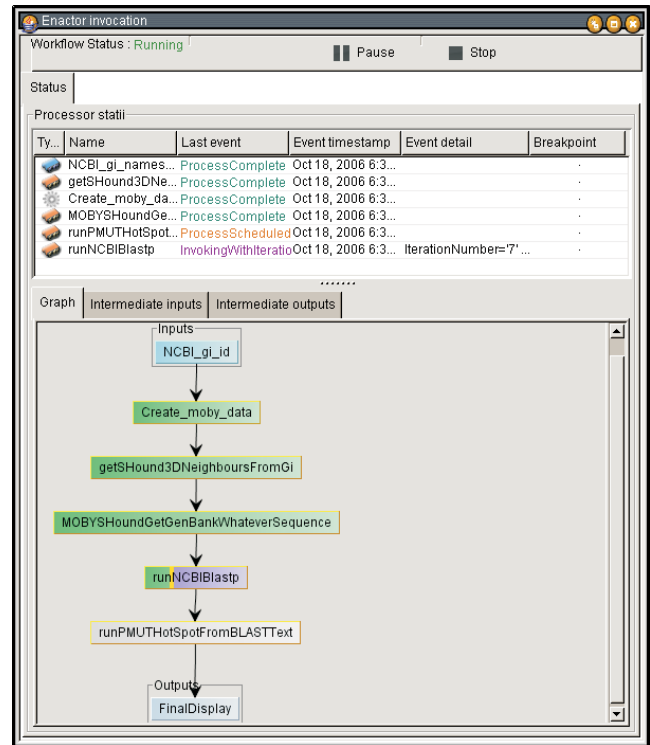 Enactor invocation
Workflow Status : Running Pause Stop
Status
Processor statii
Ty... Name Last event Event timestamp Event detail Breakpoint
NCBI_gi_names... ProcessComplete Oct 18, 2006 6:3...
getSHound3DNe... ProcessComplete Oct 18, 2006 6:3...
Create_moby_da... ProcessComplete Oct 18, 2006 6:3...
MOBYSHoundGe... ProcessComplete Oct 18, 2006 6:3...
runPMUTHotSpot... ProcessScheduled Oct 18, 2006 6:3...
runNCBIBlastp InvokingWithIteratio Oct 18, 2006 6:3... IterationNumber='7' ...
Graph Intermediate inputs Intermediate outputs
Inputs
NCBI_gi_id
Create_moby_data
getSHound3DNeighboursFromGi
MOBYSHoundGetGenBankWhateverSequence
runNCBIBlastp
runPMUTHotSpotFromBLASTText
Outputs
FinalDisplay